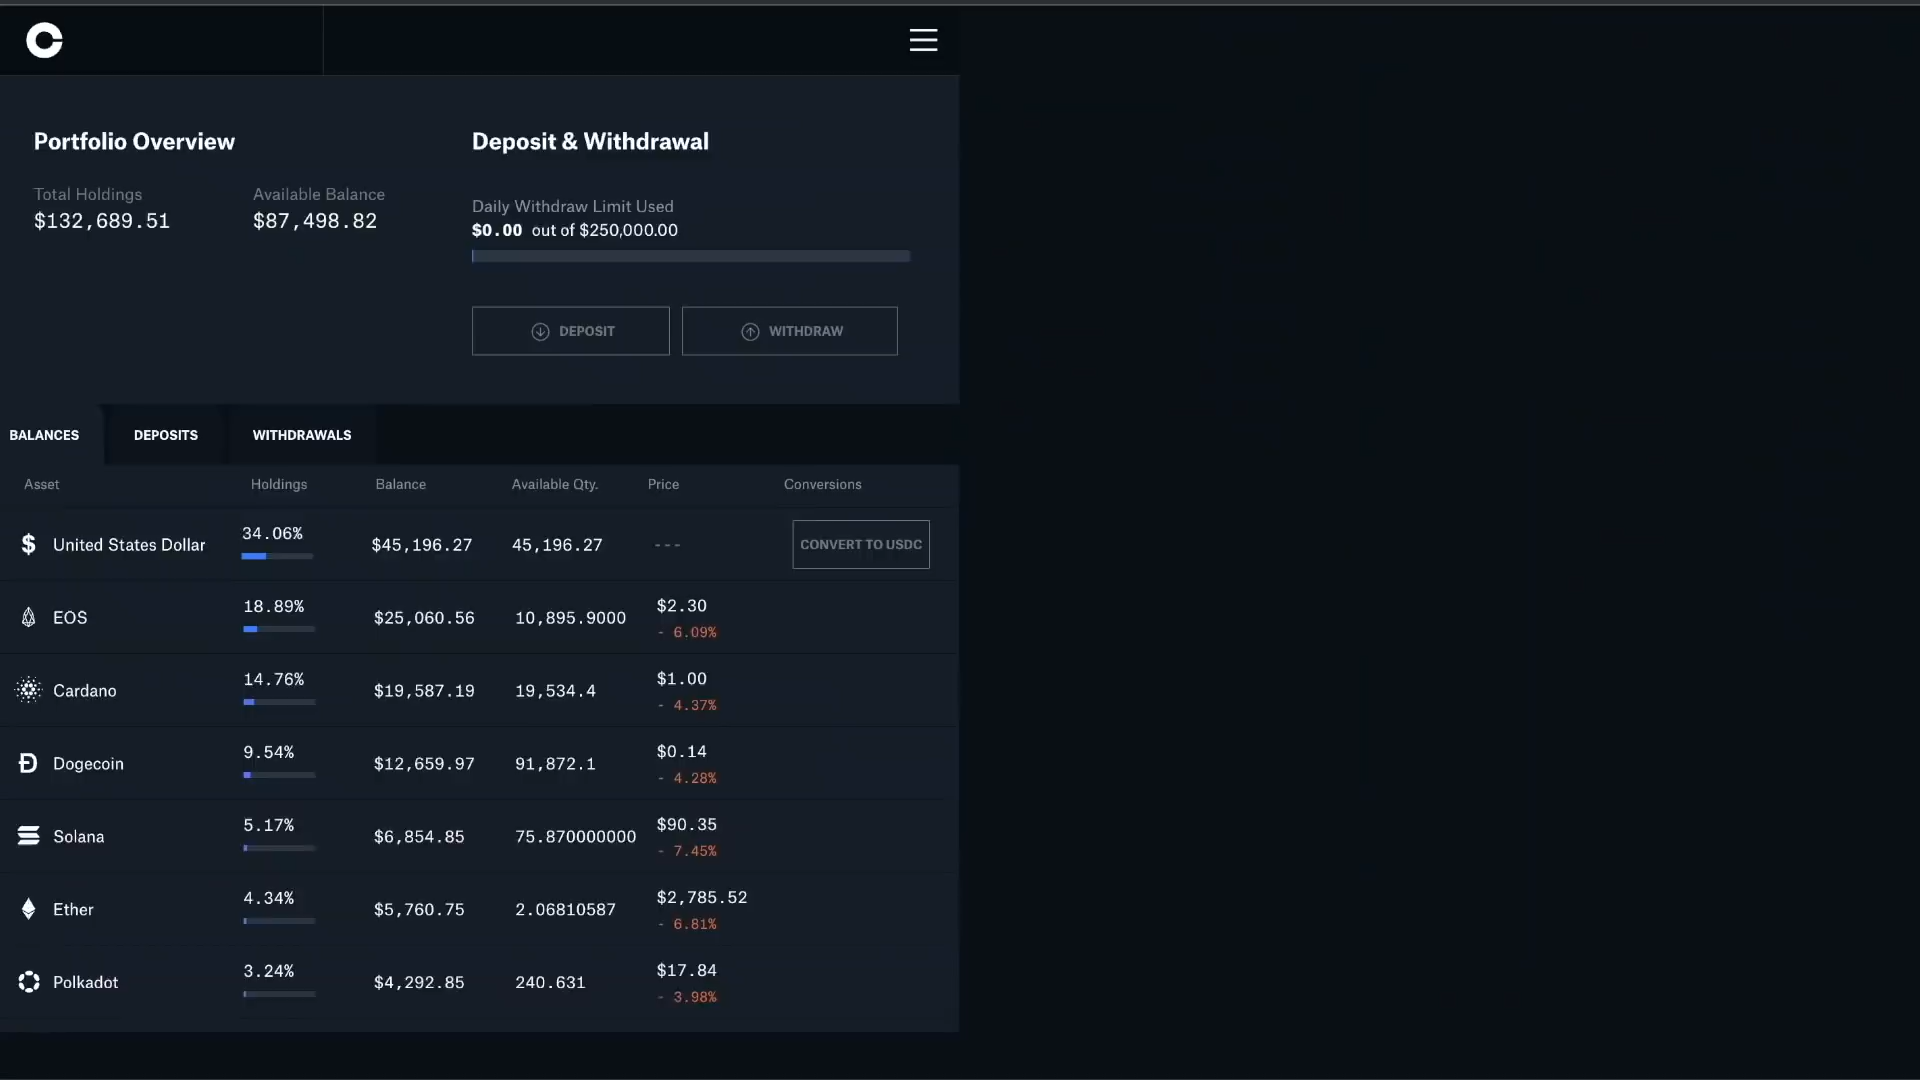 Portfolio Overview
Total Holdings
$132,689.51
Available Balance
$87,498.82
Deposit & Withdrawal
Daily Withdraw Limit Used
$0.00 out of $250,000.00
DEPOSIT
WITHDRAW
BALANCES DEPOSITS WITHDRAWALS
Asset Holdings Balance Available Qty. Price Conversions
United States Dollar 34.06% $45,196.27 45,196.27 --- CONVERT TO USDC
EOS 18.89% $25,060.56 10,895.9000 $2.30
- 6.09%
Cardano 14.76% $19,587.19 19,534.4 $1.00
- 4.37%
Dogecoin 9.54% $12,659.97 91,872.1 $0.14
- 4.28%
Solana 5.17% $6,854.85 75.870000000 $90.35
- 7.45%
Ether 4.34% $5,760.75 2.06810587 $2,785.52
- 6.81%
Polkadot 3.24% $4,292.85 240.631 $17.84
- 3.98%